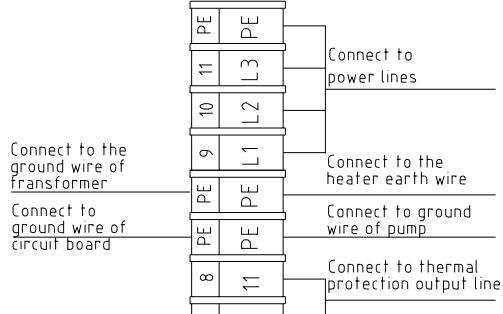 PE PE
11 L3
Connect to
power lines
10 L2
9 L1
Connect to the
ground wire of
transformer
Connect to the
heater earth wire
PE PE
Connect to
ground wire of
circuit board
Connect to ground
wire of pump
PE PE
Connect to thermal
protection output line
8 11